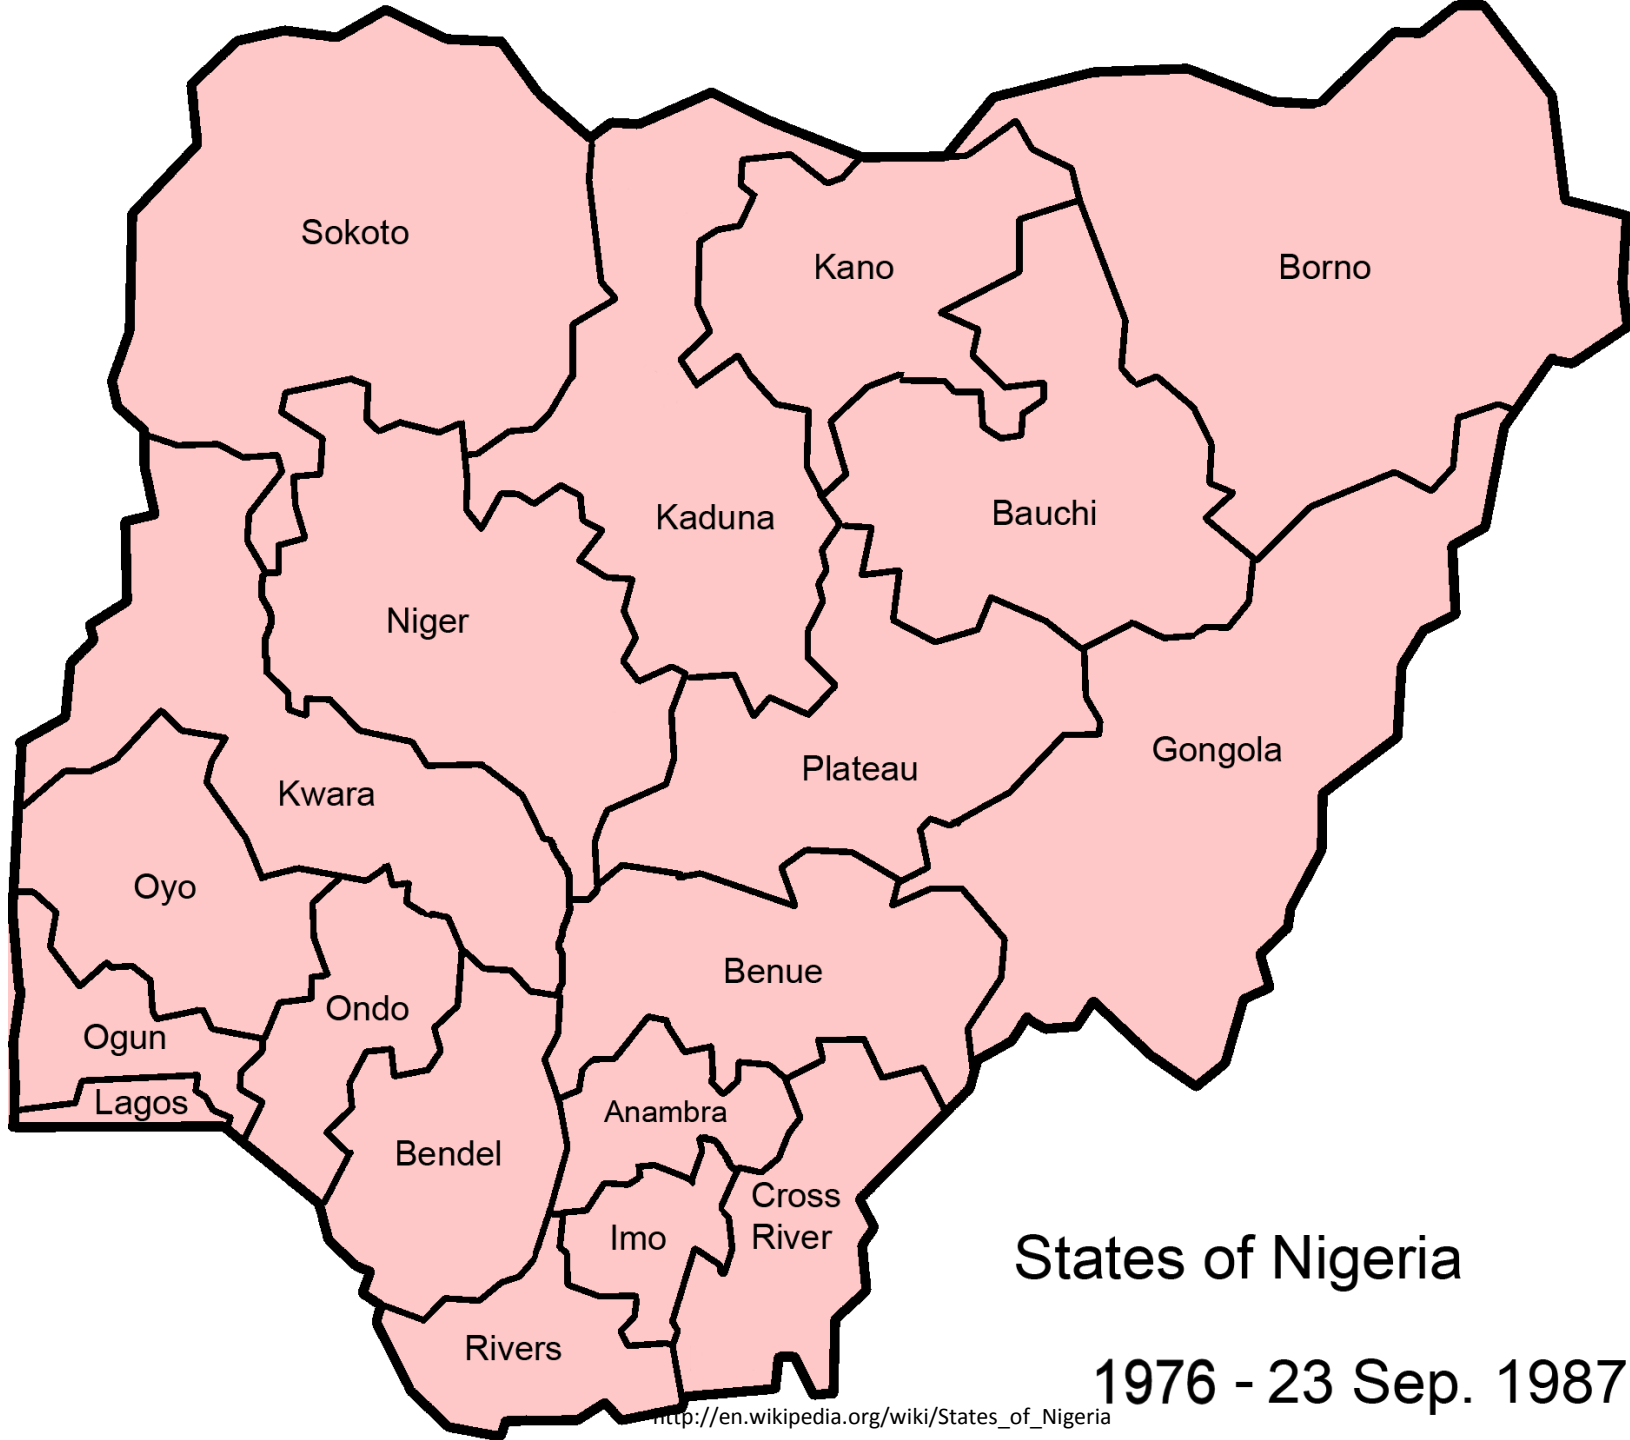 Sokoto
Kano
Borno
Kaduna
Bauchi
Niger
Gongola
Plateau
Kwara
Oyo
Benue
Ondo
Ogun
Lagos
Anambra
Bendel
Cross
River
Imo
Rivers
States of Nigeria
1976 - 23 Sep. 1987
http://en.wikipedia.org/wiki/States_of_Nigeria